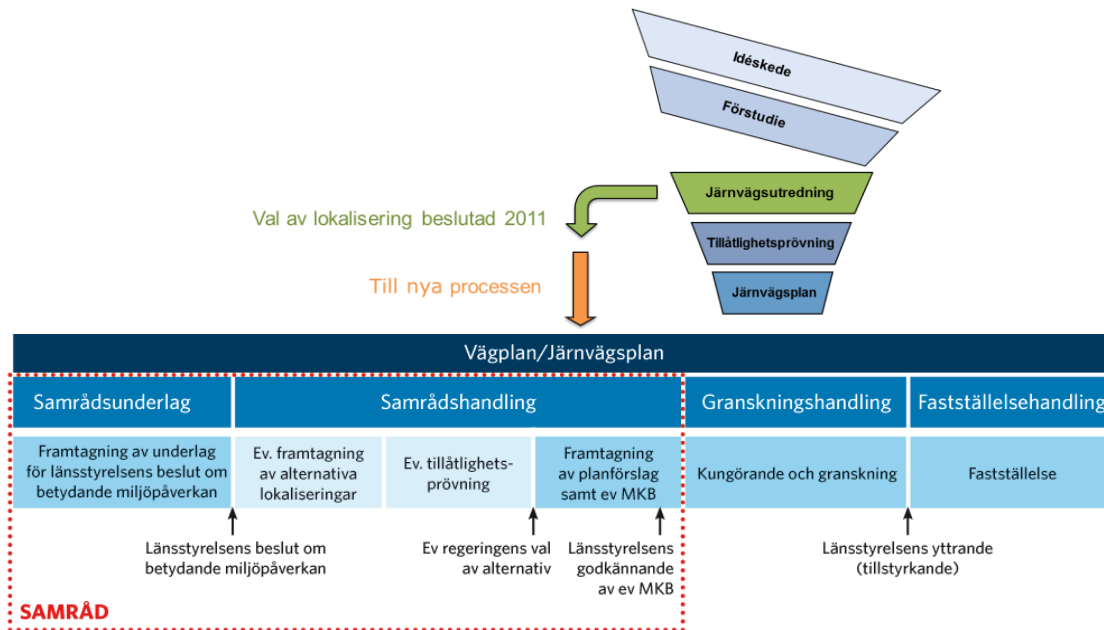 Idéskede
Förstudie
Järnvägsutredning
Val av lokalisering beslutad 2011
Tillåtlighetsprövning
Till nya processen
Järnvägsplan
Vägplan/Järnvägsplan
Samrådsunderlag
Samrådshandling
Granskningshandling
Fastställelsehandling
Framtagning av underlag
för länsstyrelsens beslut om
betydande miljöpåverkan
Ev. framtagning
av alternativa
lokaliseringar
Ev. tillåtlighets-
prövning
Framtagning
av planförslag
samt ev MKB
Kungörande och granskning
Fastställelse
Länsstyrelsens beslut om
betydande miljöpåverkan
Ev regeringens val
av alternativ
Länsstyrelsens
godkännande
av ev MKB
Länsstyrelsens yttrande
(tillstyrkande)
SAMRÅD